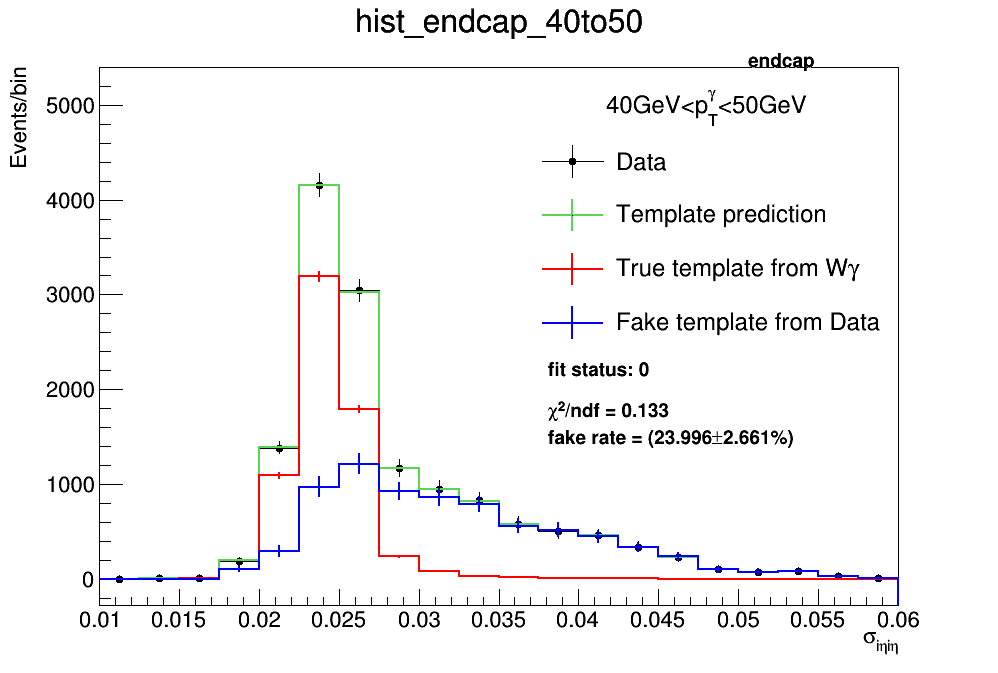 hist_endcap_40to50
endcap
Events/bin
40GeV<p_T^γ<50GeV
Data
Template prediction
True template from Wγ
Fake template from Data
fit status: 0
χ²/ndf = 0.133
fake rate = (23.996±2.661%)
5000
4000
3000
2000
1000
0
0.01 0.015 0.02 0.025 0.03 0.035 0.04 0.045 0.05 0.055 0.06
σiηiη